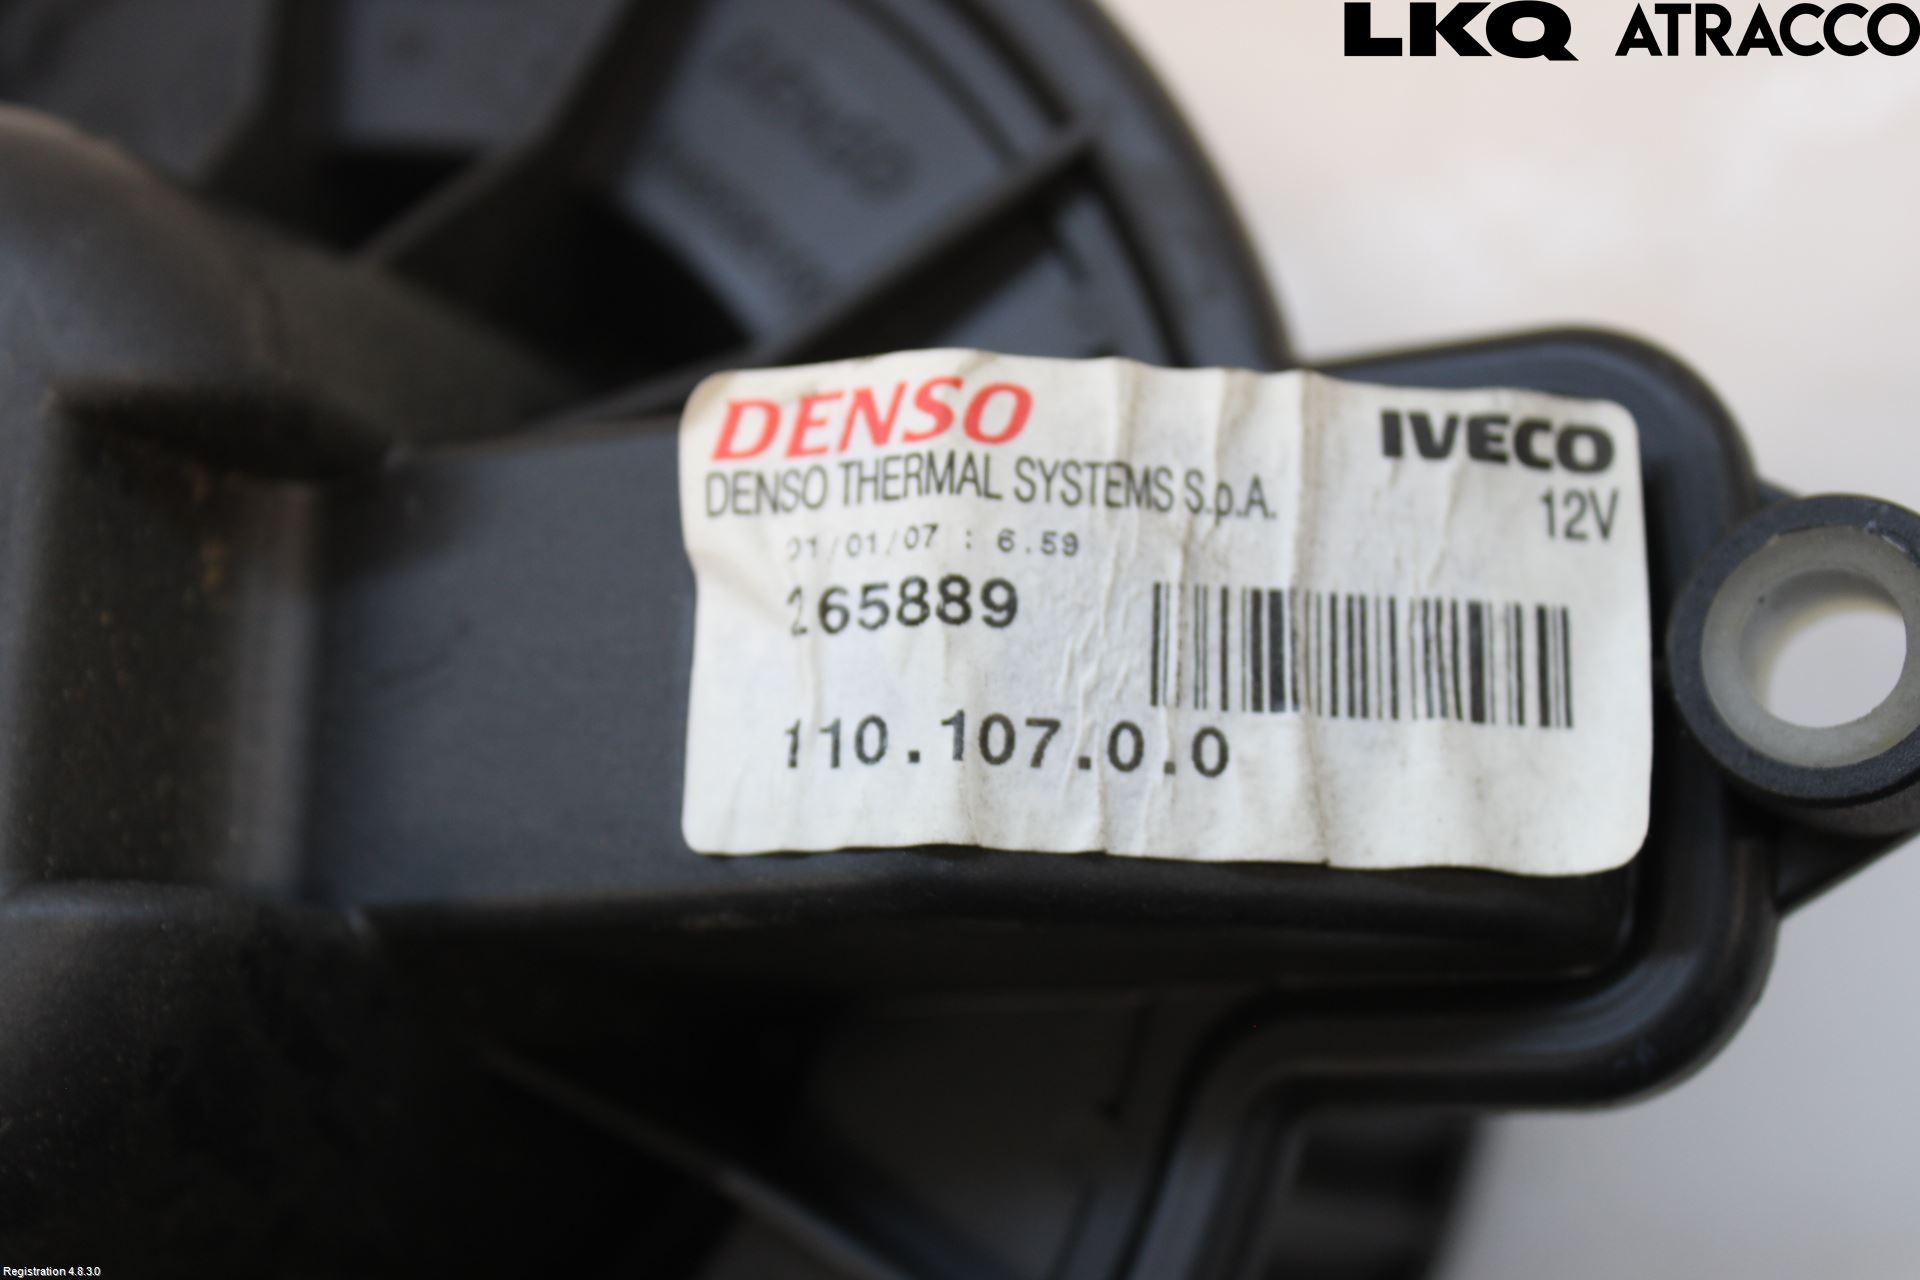 LKQ ATRACCO
DENSO
IVECO
DENSO THERMAL SYSTEMS S.p.A.
12V
01/01/07 : 6.59
265889
110.107.0.0
Registration 4.8.3.0